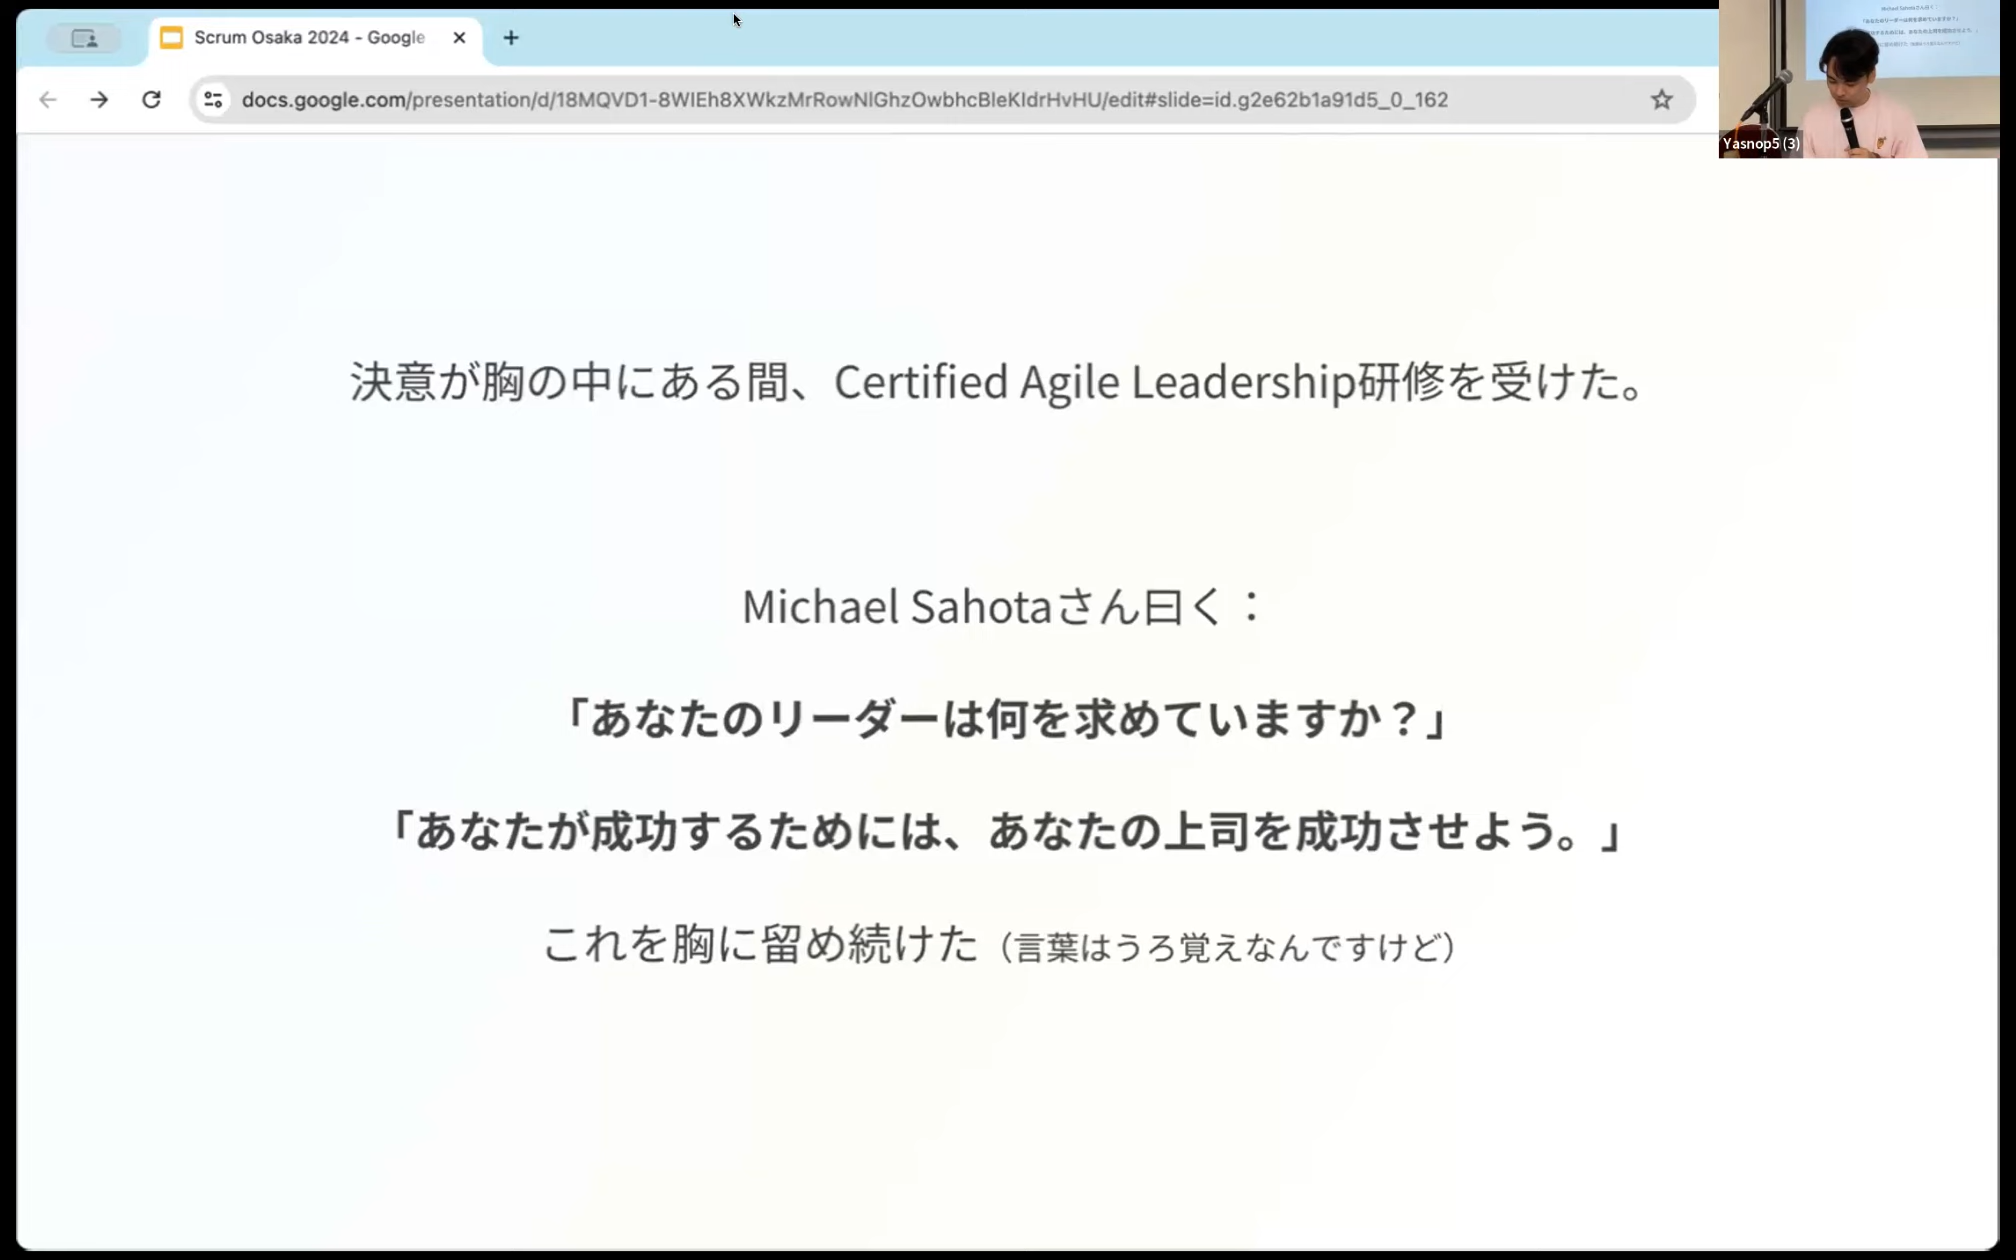 Scrum Osaka 2024 - Google
docs.google.com/presentation/d/18MQVD1-8WIEh8XWkzMrRowNlGhzOwbhcBleKIdrHvHU/edit#slide=id.g2e62b1a91d5_0_162
Yasnop5 (3)
決意が胸の中にある間、Certified Agile Leadership研修を受けた。
Michael Sahotaさん曰く：
「あなたのリーダーは何を求めていますか？」
「あなたが成功するためには、あなたの上司を成功させよう。」
これを胸に留め続けた（言葉はうろ覚えなんですけど）